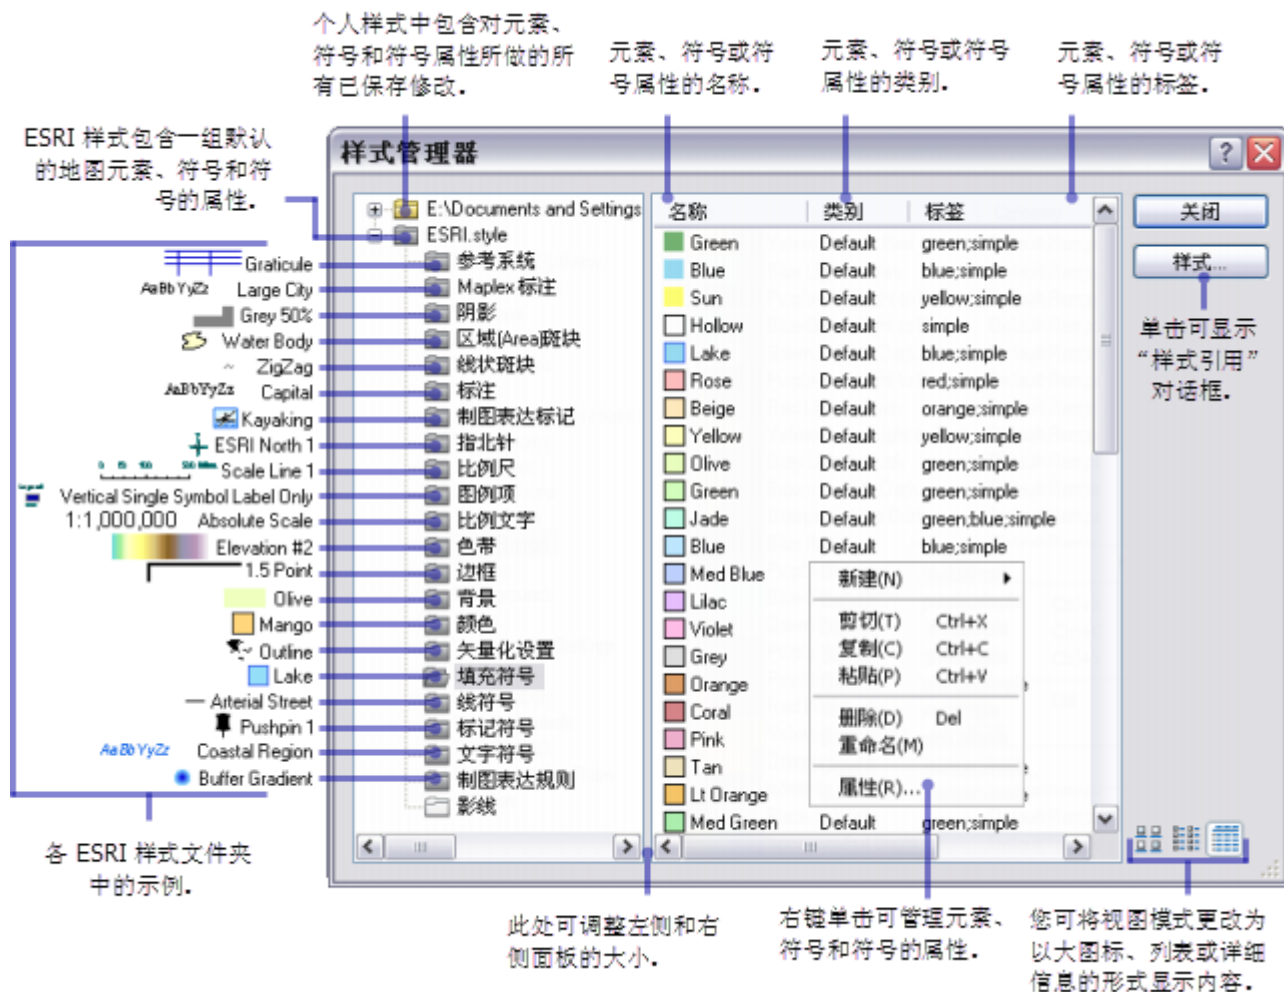 个人样式中包含对元素、
符号和符号属性所做的所
有已保存修改.
元素、符号或符
号属性的名称.
元素、符号或符号
属性的类别.
元素、符号或符
号属性的标签.
ESRI 样式包含一组默认
的地图元素、符号和符
号的属性.
样式管理器
E:\Documents and Settings
ESRI.style
参考系统
Maplex 标注
阴影
区域(Area)斑块
线状斑块
标注
制图表达标记
指北针
比例尺
图例项
比例文字
色带
边框
背景
颜色
矢量化设置
填充符号
线符号
标记符号
文字符号
制图表达规则
影线
Graticule
AaBbYyZz Large City
Grey 50%
Water Body
ZigZag
AaBbYyZz Capital
Kayaking
ESRI North 1
Scale Line 1
Vertical Single Symbol Label Only
1:1,000,000 Absolute Scale
Elevation #2
1.5 Point
Olive
Mango
Outline
Lake
Arterial Street
Pushpin 1
AaBbYyZz Coastal Region
Buffer Gradient
名称 类别 标签
Green Default green;simple
Blue Default blue;simple
Sun Default yellow;simple
Hollow Default simple
Lake Default blue;simple
Rose Default red;simple
Beige Default orange;simple
Yellow Default yellow;simple
Olive Default green;simple
Green Default green;simple
Jade Default green;blue;simple
Blue Default blue;simple
Med Blue
Lilac
Violet
Grey
Orange
Coral
Pink
Tan
Lt Orange
Med Green Default green;simple
新建(N)
剪切(T) Ctrl+X
复制(C) Ctrl+C
粘贴(P) Ctrl+V
删除(D) Del
重命名(M)
属性(R)...
关闭
样式...
单击可显示
“样式引用”
对话框.
各 ESRI 样式文件夹
中的示例.
此处可调整左侧和右
侧面板的大小.
右键单击可管理元素、
符号和符号的属性.
您可将视图模式更改为
以大图标、列表或详细
信息的形式显示内容.